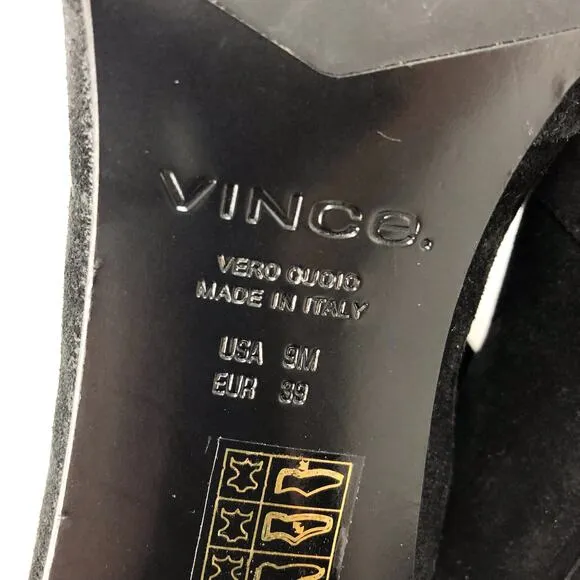 VINCe.
VERO CUOIO
MADE IN ITALY
USA 9M
EUR 39